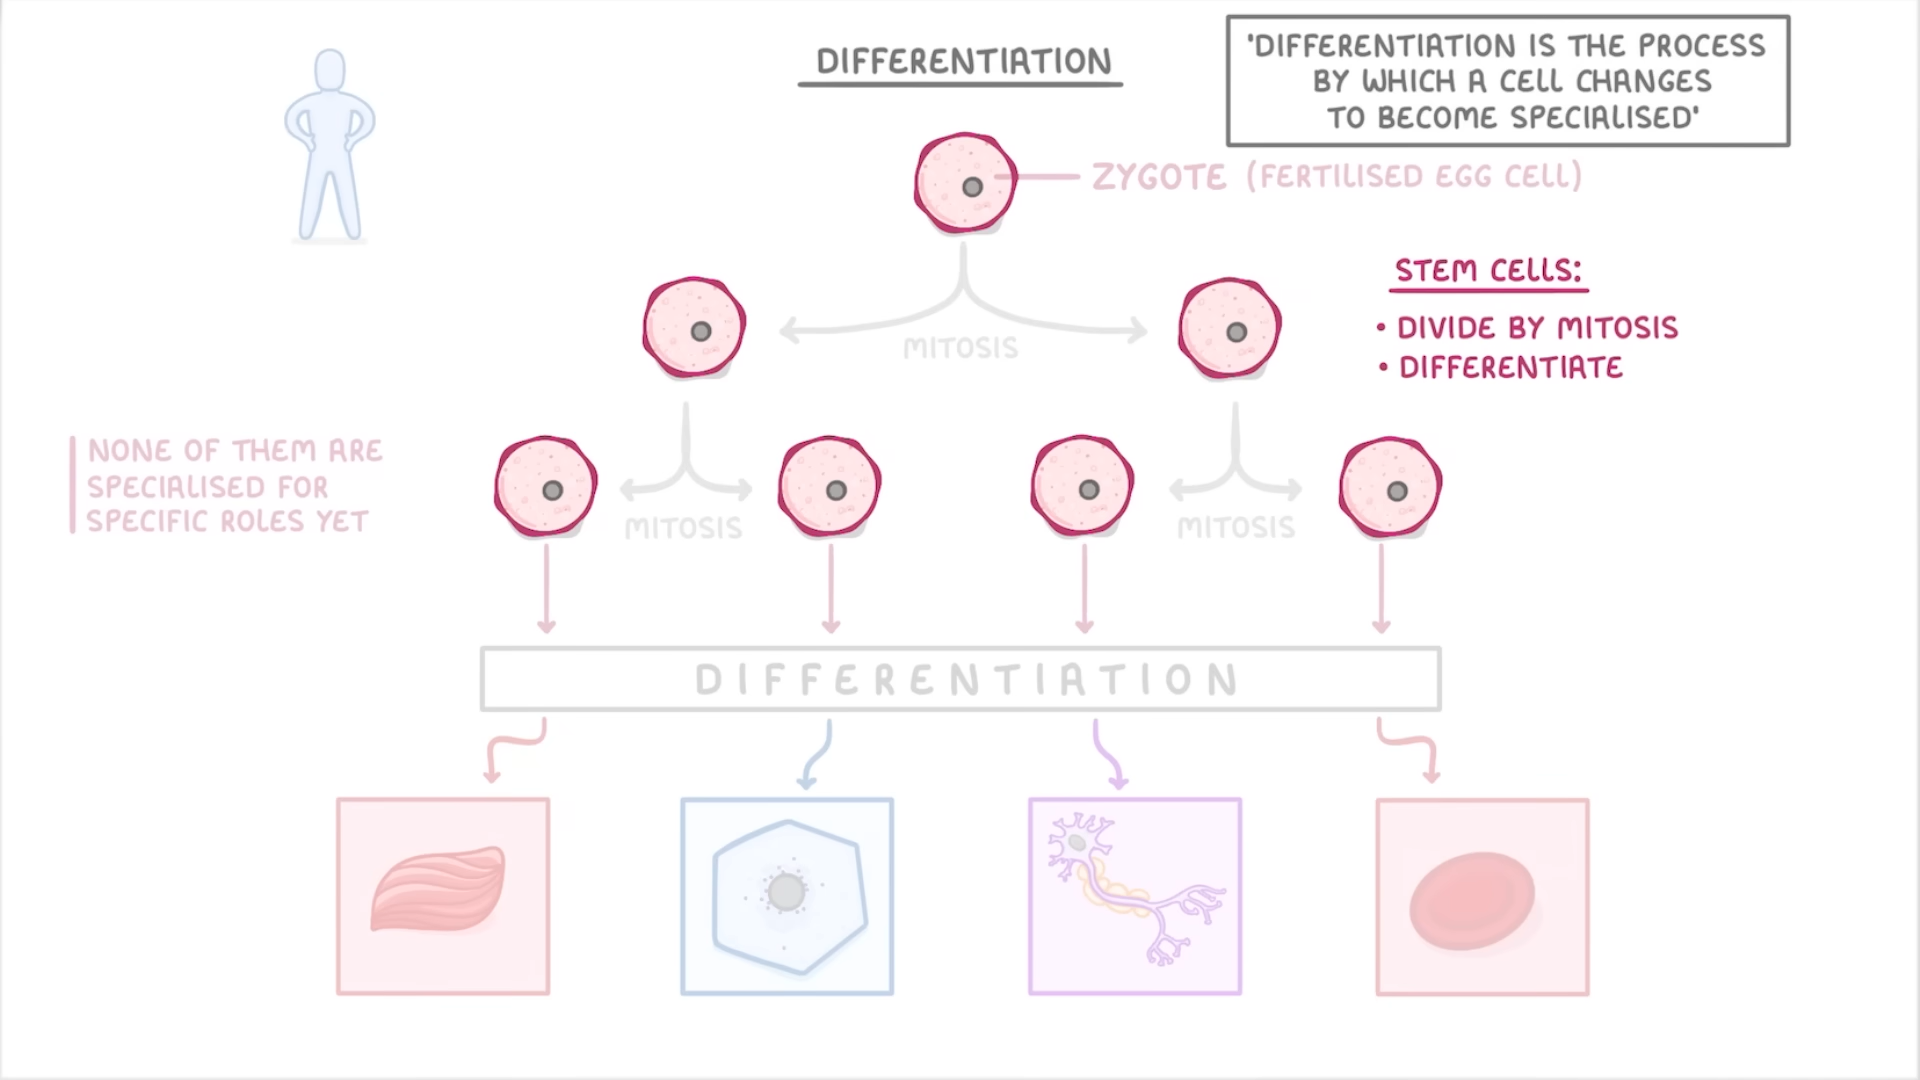 DIFFERENTIATION
'DIFFERENTIATION IS THE PROCESS
BY WHICH A CELL CHANGES
TO BECOME SPECIALISED'
ZYGOTE (FERTILISED EGG CELL)
STEM CELLS:
• DIVIDE BY MITOSIS
• DIFFERENTIATE
MITOSIS
NONE OF THEM ARE
SPECIALISED FOR
SPECIFIC ROLES YET
MITOSIS
MITOSIS
DIFFERENTIATION